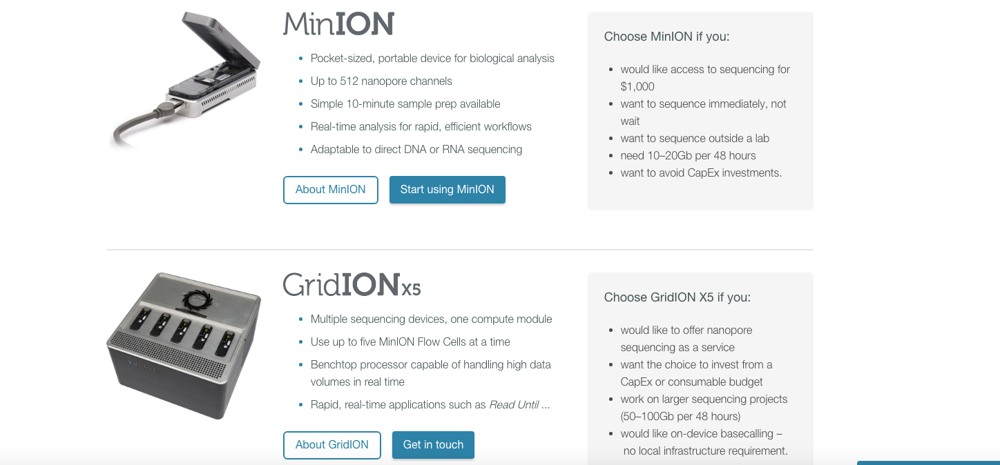 MinION
Pocket-sized, portable device for biological analysis
Up to 512 nanopore channels
Simple 10-minute sample prep available
Real-time analysis for rapid, efficient workflows
Adaptable to direct DNA or RNA sequencing
About MinION
Start using MinION
Choose MinION if you:
would like access to sequencing for
$1,000
want to sequence immediately, not
wait
want to sequence outside a lab
need 10–20Gb per 48 hours
want to avoid CapEx investments.
GridION X5
Multiple sequencing devices, one compute module
Use up to five MinION Flow Cells at a time
Benchtop processor capable of handling high data
volumes in real time
Rapid, real-time applications such as Read Until ...
About GridION
Get in touch
Choose GridION X5 if you:
would like to offer nanopore
sequencing as a service
want the choice to invest from a
CapEx or consumable budget
work on larger sequencing projects
(50–100Gb per 48 hours)
would like on-device basecalling –
no local infrastructure requirement.